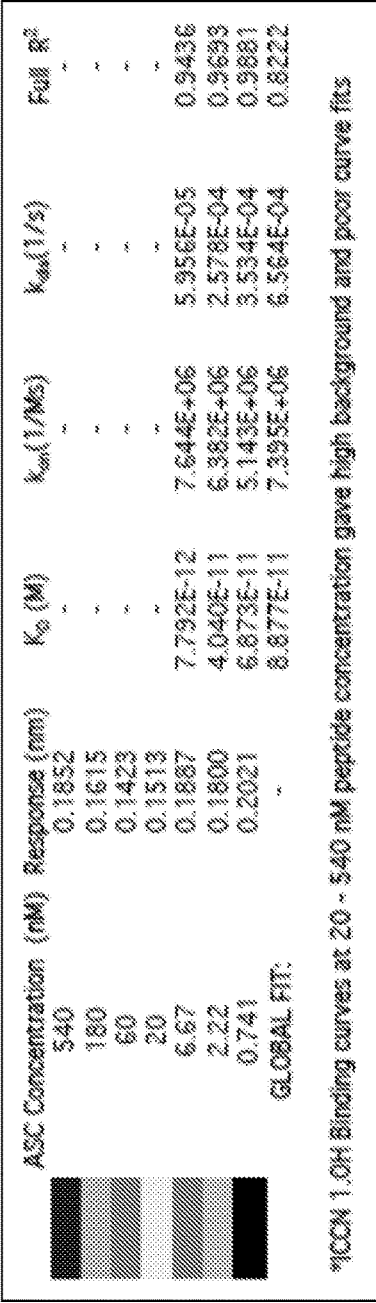 ASC Concentration (nM) Response (nm) KD (M) kon(1/Ms) kdis(1/s) Full R²
540 0.1852 - - - -
180 0.1615 - - - -
60 0.1423 - - - -
20 0.1513 - - - -
6.67 0.1887 7.792E-12 7.644E+06 5.956E-05 0.9436
2.22 0.1800 4.040E-11 6.382E+06 2.578E-04 0.9693
0.741 0.2021 6.873E-11 5.143E+06 3.534E-04 0.9881
GLOBAL FIT: - 8.877E-11 7.395E+06 6.564E-04 0.8222
*ICCN 1.0H Binding curves at 20 - 540 nM peptide concentration gave high background and poor curve fits